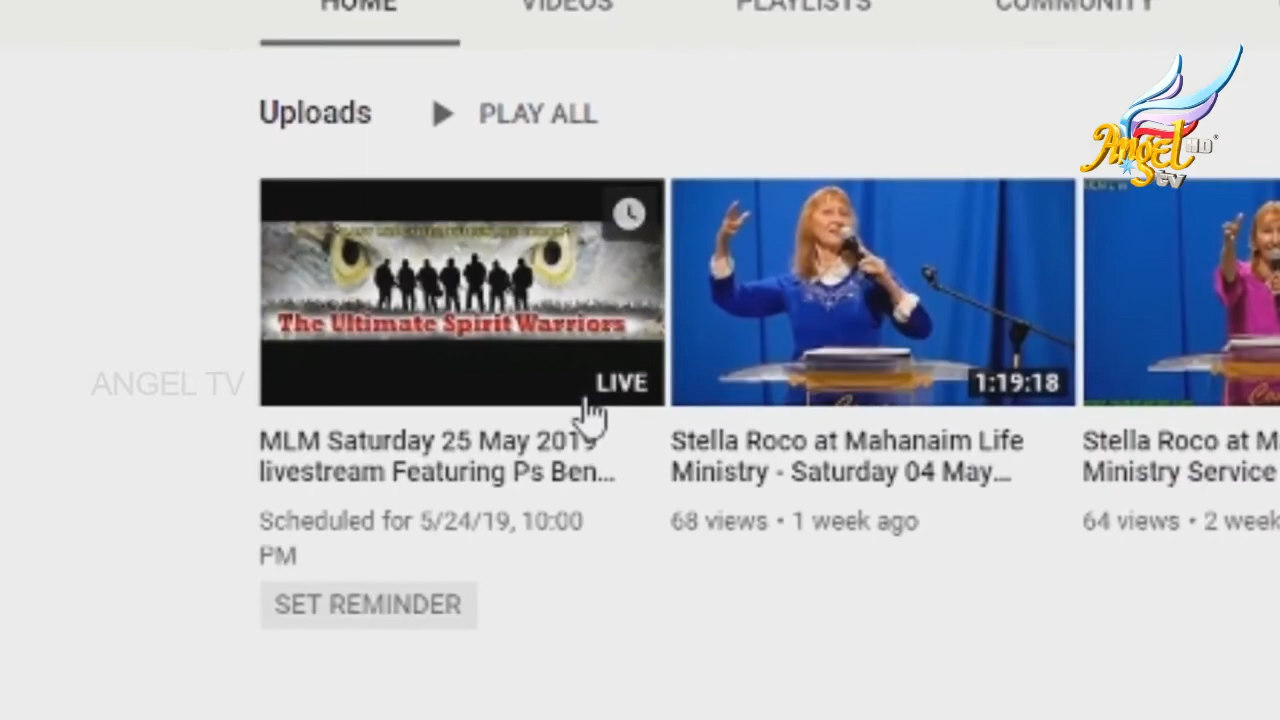 HOME VIDEOS PLAYLISTS COMMUNITY
Uploads PLAY ALL
Angel HD
tv
The Ultimate Spirit Warriors
LIVE
1:19:18
ANGEL TV
MLM Saturday 25 May 2019
livestream Featuring Ps Ben...
Scheduled for 5/24/19, 10:00
PM
SET REMINDER
Stella Roco at Mahanaim Life
Ministry - Saturday 04 May...
68 views • 1 week ago
Stella Roco at M
Ministry Service
64 views • 2 week